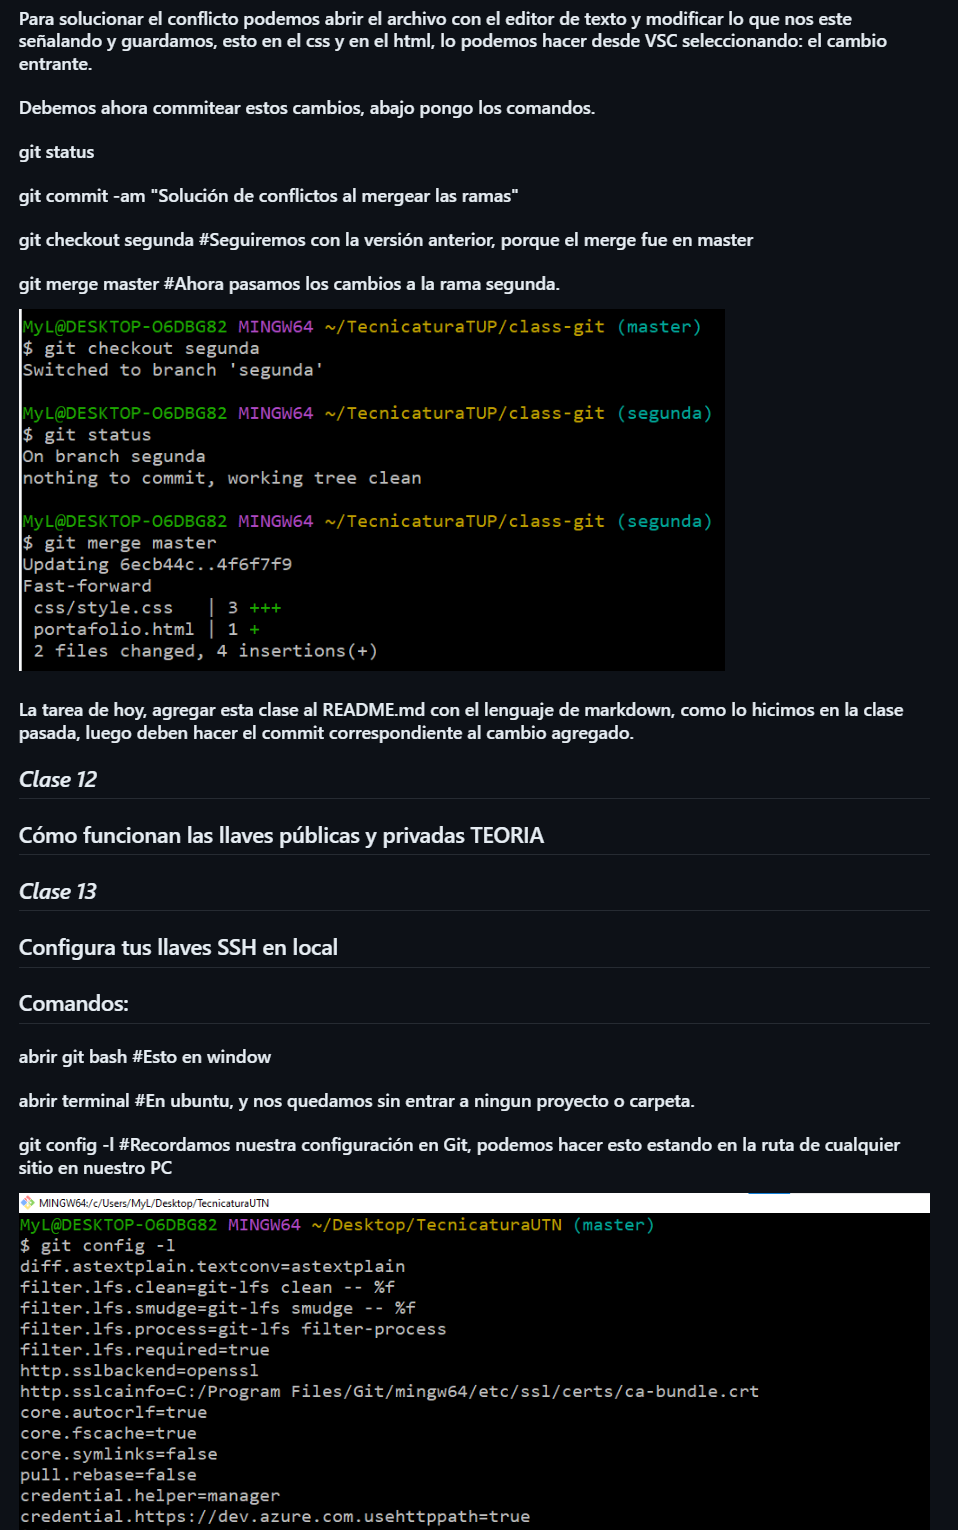 Para solucionar el conflicto podemos abrir el archivo con el editor de texto y modificar lo que nos este
señalando y guardamos, esto en el css y en el html, lo podemos hacer desde VSC seleccionando: el cambio
entrante.
Debemos ahora commitear estos cambios, abajo pongo los comandos.
git status
git commit -am "Solución de conflictos al mergear las ramas"
git checkout segunda #Seguiremos con la versión anterior, porque el merge fue en master
git merge master #Ahora pasamos los cambios a la rama segunda.
MyL@DESKTOP-O6DBG82 MINGW64 ~/TecnicaturaTUP/class-git (master)
$ git checkout segunda
Switched to branch 'segunda'
MyL@DESKTOP-O6DBG82 MINGW64 ~/TecnicaturaTUP/class-git (segunda)
$ git status
On branch segunda
nothing to commit, working tree clean
MyL@DESKTOP-O6DBG82 MINGW64 ~/TecnicaturaTUP/class-git (segunda)
$ git merge master
Updating 6ecb44c..4f6f7f9
Fast-forward
css/style.css | 3 +++
portafolio.html | 1 +
2 files changed, 4 insertions(+)
La tarea de hoy, agregar esta clase al README.md con el lenguaje de markdown, como lo hicimos en la clase
pasada, luego deben hacer el commit correspondiente al cambio agregado.
Clase 12
Cómo funcionan las llaves públicas y privadas TEORIA
Clase 13
Configura tus llaves SSH en local
Comandos:
abrir git bash #Esto en window
abrir terminal #En ubuntu, y nos quedamos sin entrar a ningun proyecto o carpeta.
git config -l #Recordamos nuestra configuración en Git, podemos hacer esto estando en la ruta de cualquier
sitio en nuestro PC
MINGW64:/c/Users/MyL/Desktop/TecnicaturaUTN
MyL@DESKTOP-O6DBG82 MINGW64 ~/Desktop/TecnicaturaUTN (master)
$ git config -l
diff.astextplain.textconv=astextplain
filter.lfs.clean=git-lfs clean -- %f
filter.lfs.smudge=git-lfs smudge -- %f
filter.lfs.process=git-lfs filter-process
filter.lfs.required=true
http.sslbackend=openssl
http.sslcainfo=C:/Program Files/Git/mingw64/etc/ssl/certs/ca-bundle.crt
core.autocrlf=true
core.fscache=true
core.symlinks=false
pull.rebase=false
credential.helper=manager
credential.https://dev.azure.com.usehttppath=true